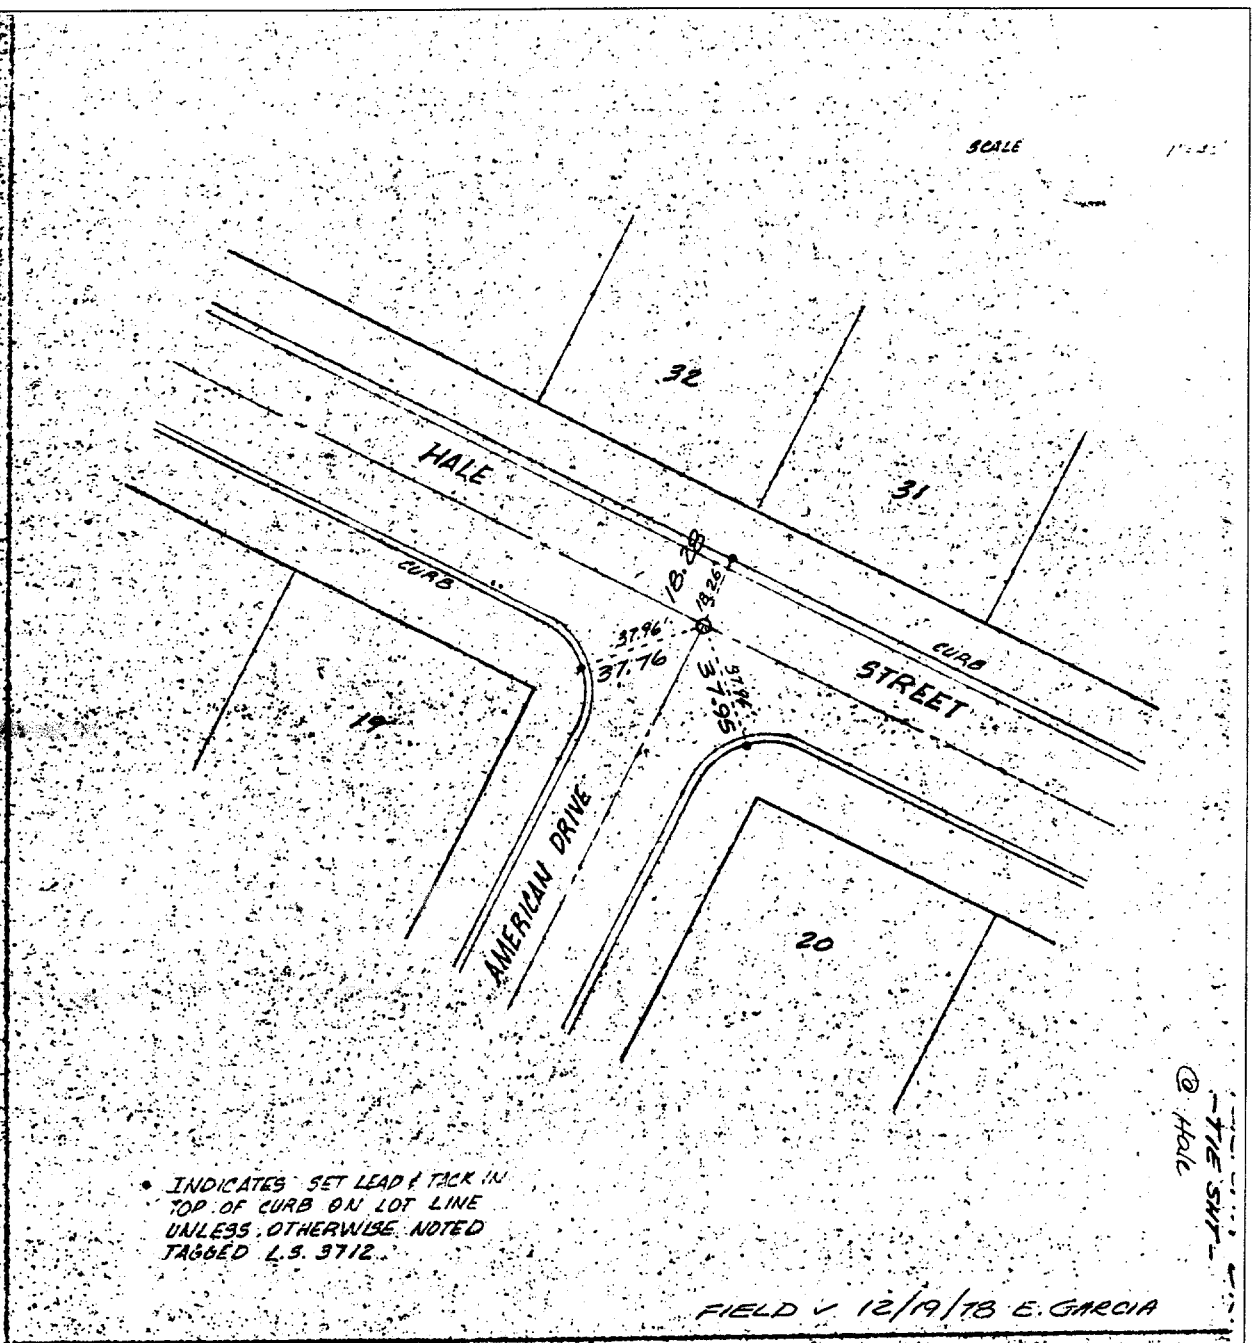 SCALE
32
HALE
31
18.28
18.26'
CURB
37.96'
37.76
CURB
STREET
37.96'
37.95
19
AMERICAN DRIVE
20
@ Hale
-TIE SHT-
• INDICATES SET LEAD & TACK IN
TOP OF CURB ON LOT LINE
UNLESS OTHERWISE NOTED
TAGGED L.S. 3712.
FIELD ✓ 12/19/78 E. GARCIA